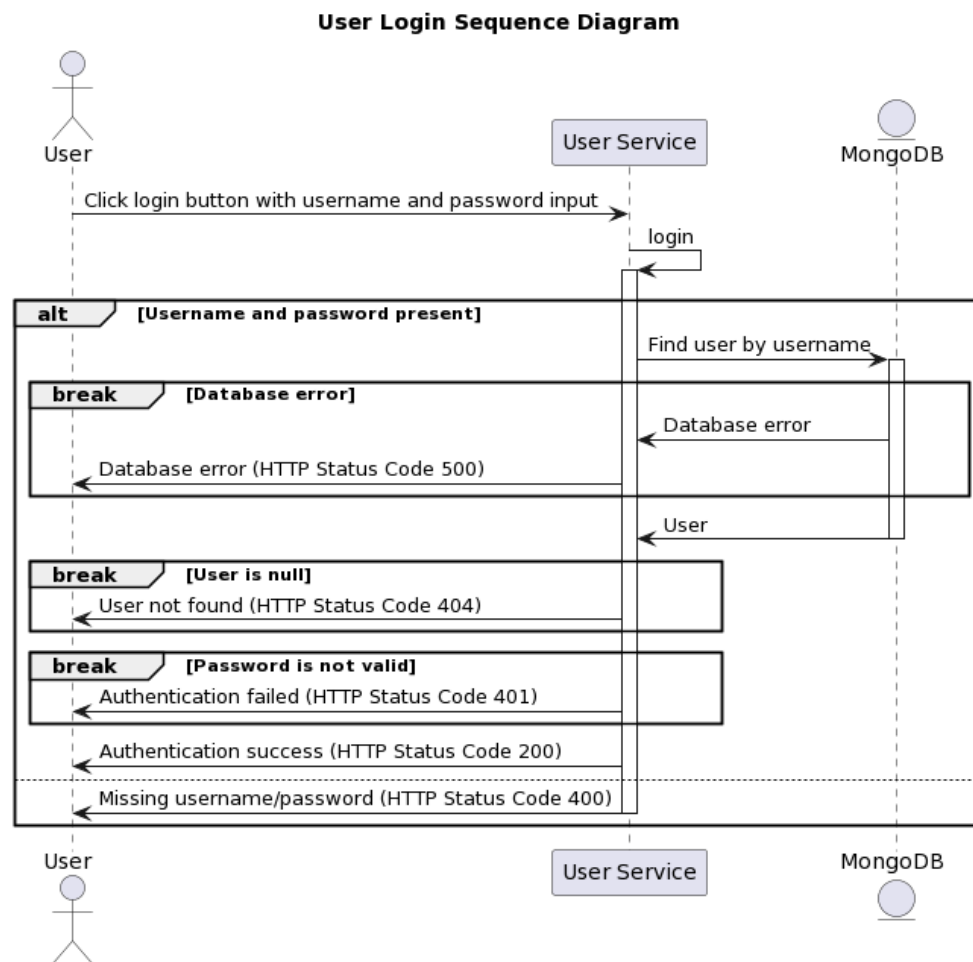 User Login Sequence Diagram
User
User Service
MongoDB
Click login button with username and password input
login
alt [Username and password present]
Find user by username
break [Database error]
Database error
Database error (HTTP Status Code 500)
User
break [User is null]
User not found (HTTP Status Code 404)
break [Password is not valid]
Authentication failed (HTTP Status Code 401)
Authentication success (HTTP Status Code 200)
Missing username/password (HTTP Status Code 400)
User
User Service
MongoDB